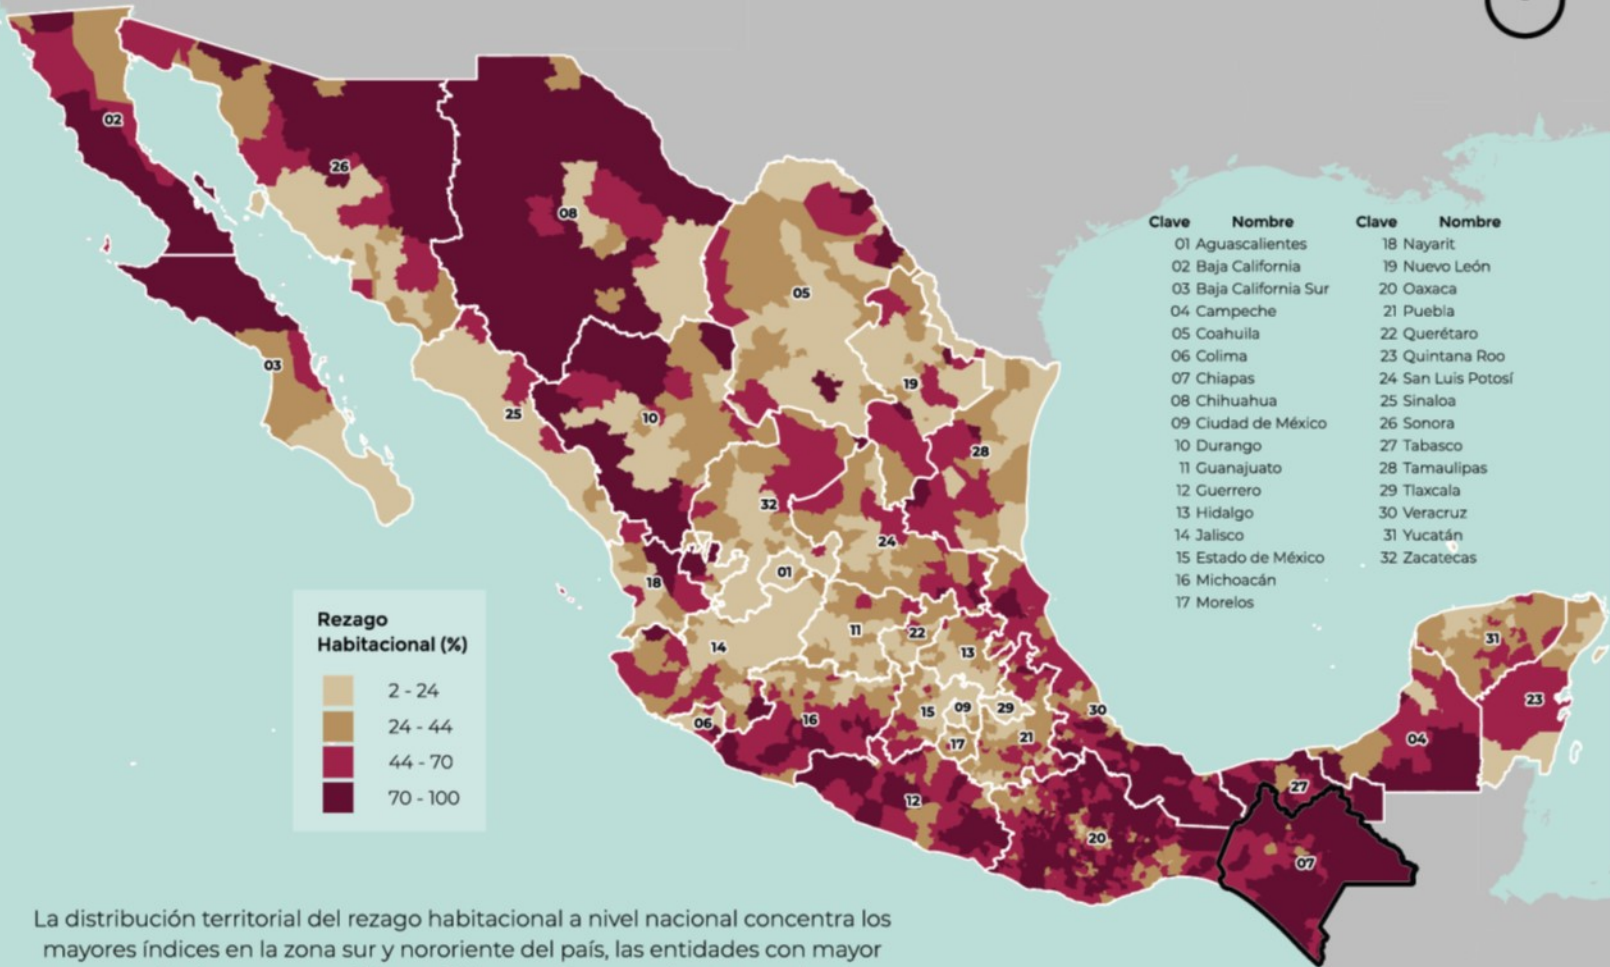 02
26
08
05
03
25
10
19
28
32
24
01
18
14
11
22
13
06
16
15
09
29
30
17
21
12
20
27
07
04
23
31
Clave Nombre
01 Aguascalientes
02 Baja California
03 Baja California Sur
04 Campeche
05 Coahuila
06 Colima
07 Chiapas
08 Chihuahua
09 Ciudad de México
10 Durango
11 Guanajuato
12 Guerrero
13 Hidalgo
14 Jalisco
15 Estado de México
16 Michoacán
17 Morelos
Clave Nombre
18 Nayarit
19 Nuevo León
20 Oaxaca
21 Puebla
22 Querétaro
23 Quintana Roo
24 San Luis Potosí
25 Sinaloa
26 Sonora
27 Tabasco
28 Tamaulipas
29 Tlaxcala
30 Veracruz
31 Yucatán
32 Zacatecas
Rezago
Habitacional (%)
2 - 24
24 - 44
44 - 70
70 - 100
La distribución territorial del rezago habitacional a nivel nacional concentra los
mayores índices en la zona sur y nororiente del país, las entidades con mayor